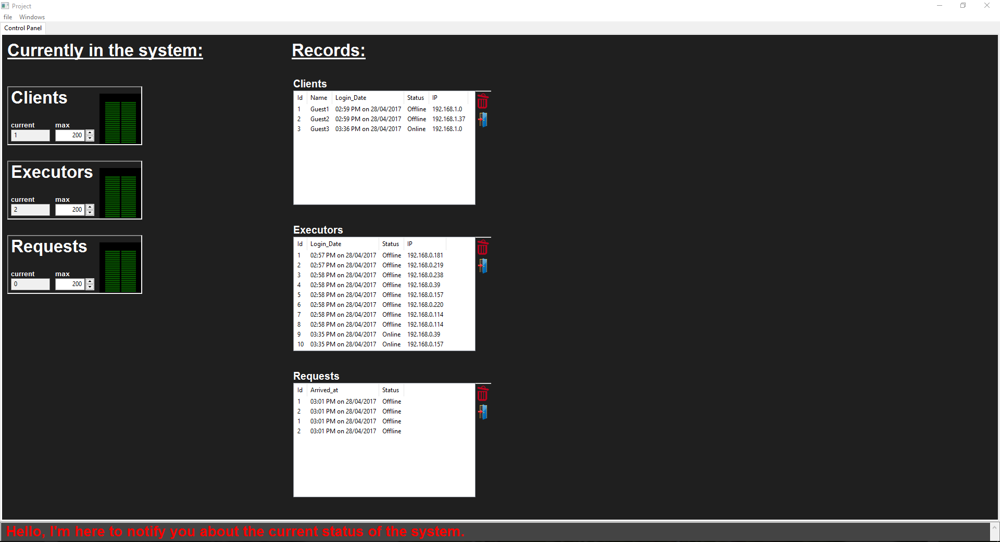 Project
file Windows
Control Panel
Currently in the system:
Clients
current max
1 200
Executors
current max
2 200
Requests
current max
0 200
Records:
Clients
Id Name Login_Date Status IP
1 Guest1 02:59 PM on 28/04/2017 Offline 192.168.1.0
2 Guest2 02:59 PM on 28/04/2017 Offline 192.168.1.37
3 Guest3 03:36 PM on 28/04/2017 Online 192.168.1.0
Executors
Id Login_Date Status IP
1 02:57 PM on 28/04/2017 Offline 192.168.0.181
2 02:57 PM on 28/04/2017 Offline 192.168.0.219
3 02:58 PM on 28/04/2017 Offline 192.168.0.238
4 02:58 PM on 28/04/2017 Offline 192.168.0.39
5 02:58 PM on 28/04/2017 Offline 192.168.0.157
6 02:58 PM on 28/04/2017 Offline 192.168.0.220
7 02:58 PM on 28/04/2017 Offline 192.168.0.114
8 02:58 PM on 28/04/2017 Offline 192.168.0.114
9 03:35 PM on 28/04/2017 Online 192.168.0.39
10 03:35 PM on 28/04/2017 Online 192.168.0.157
Requests
Id Arrived_at Status
1 03:01 PM on 28/04/2017 Offline
2 03:01 PM on 28/04/2017 Offline
1 03:01 PM on 28/04/2017 Offline
2 03:01 PM on 28/04/2017 Offline
Hello, I'm here to notify you about the current status of the system.